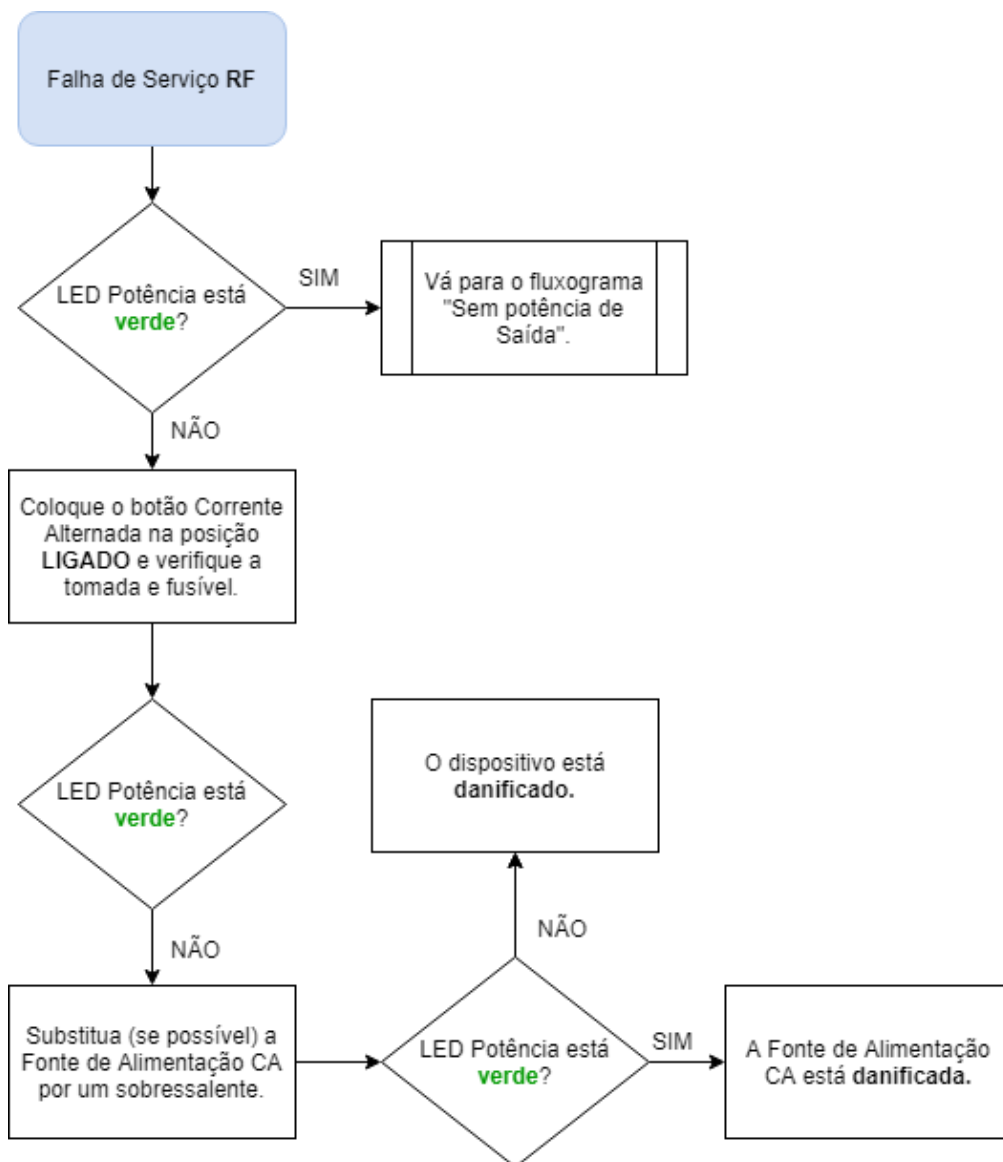 Falha de Serviço RF
LED Potência está
verde?
SIM
Vá para o fluxograma
"Sem potência de
Saída".
NÃO
Coloque o botão Corrente
Alternada na posição
LIGADO e verifique a
tomada e fusível.
LED Potência está
verde?
NÃO
Substitua (se possível) a
Fonte de Alimentação CA
por um sobressalente.
LED Potência está
verde?
NÃO
O dispositivo está
danificado.
SIM
A Fonte de Alimentação
CA está danificada.